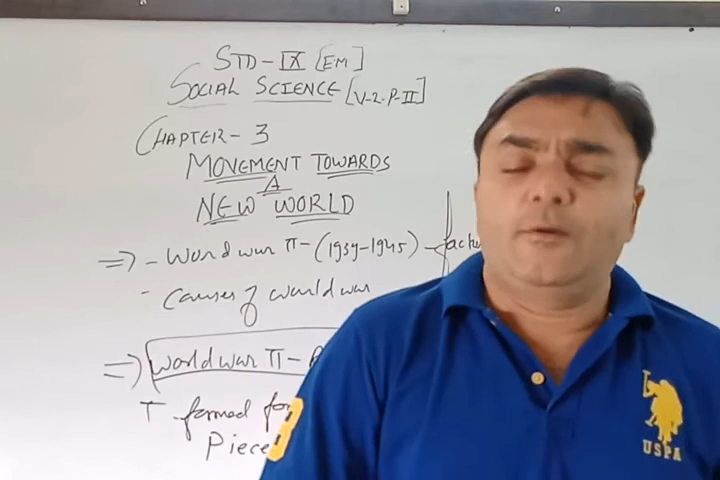 STD - IX [EM]
SOCIAL SCIENCE [V-2-P-II]
CHAPTER - 3
MOVEMENT TOWARDS
A
NEW WORLD
⇒ - World war II - (1939-1945) - factu
- Causes of world war
⇒ World war II -
formed for
Piece
USPA